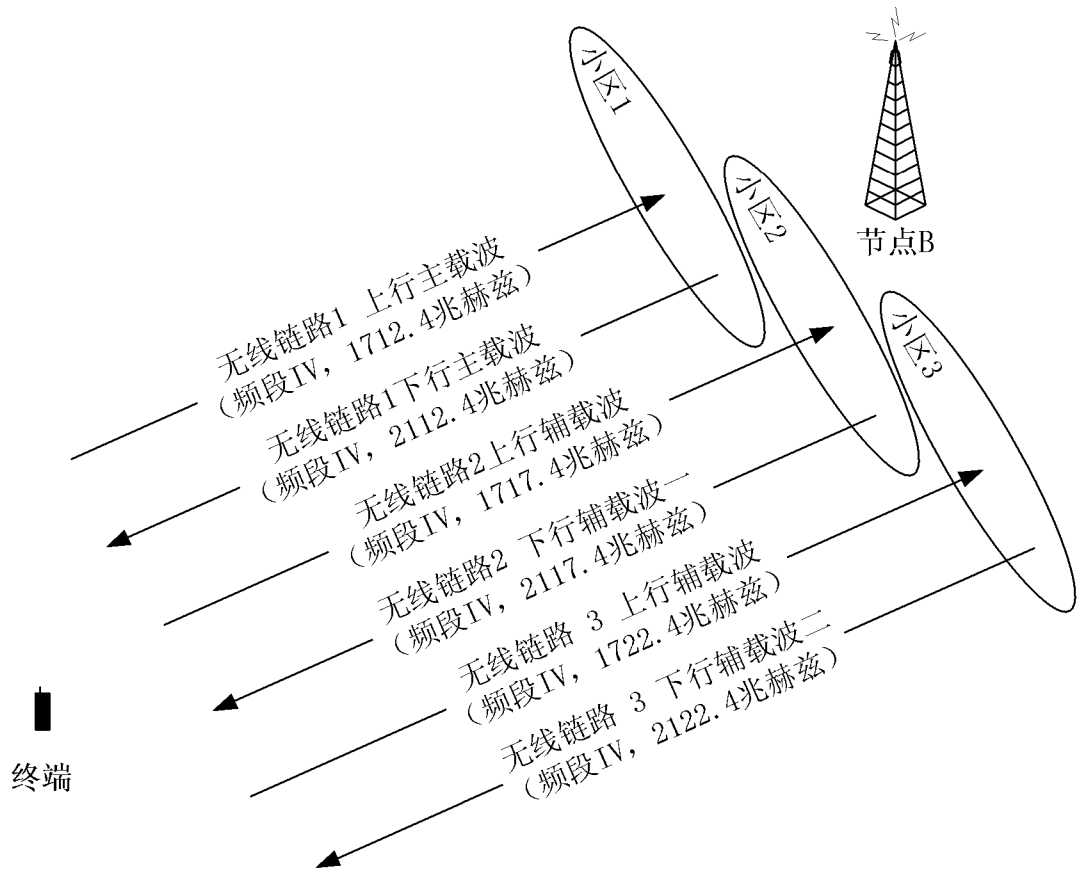 小区1
小区2
节点B
小区3
无线链路1 上行主载波
(频段IV, 1712.4兆赫兹)
无线链路1下行主载波
(频段IV, 2112.4兆赫兹)
无线链路2上行辅载波
(频段IV, 1717.4兆赫兹)
无线链路2 下行辅载波一
(频段IV, 2117.4兆赫兹)
无线链路 3 上行辅载波
(频段IV, 1722.4兆赫兹)
无线链路 3 下行辅载波二
(频段IV, 2122.4兆赫兹)
终端